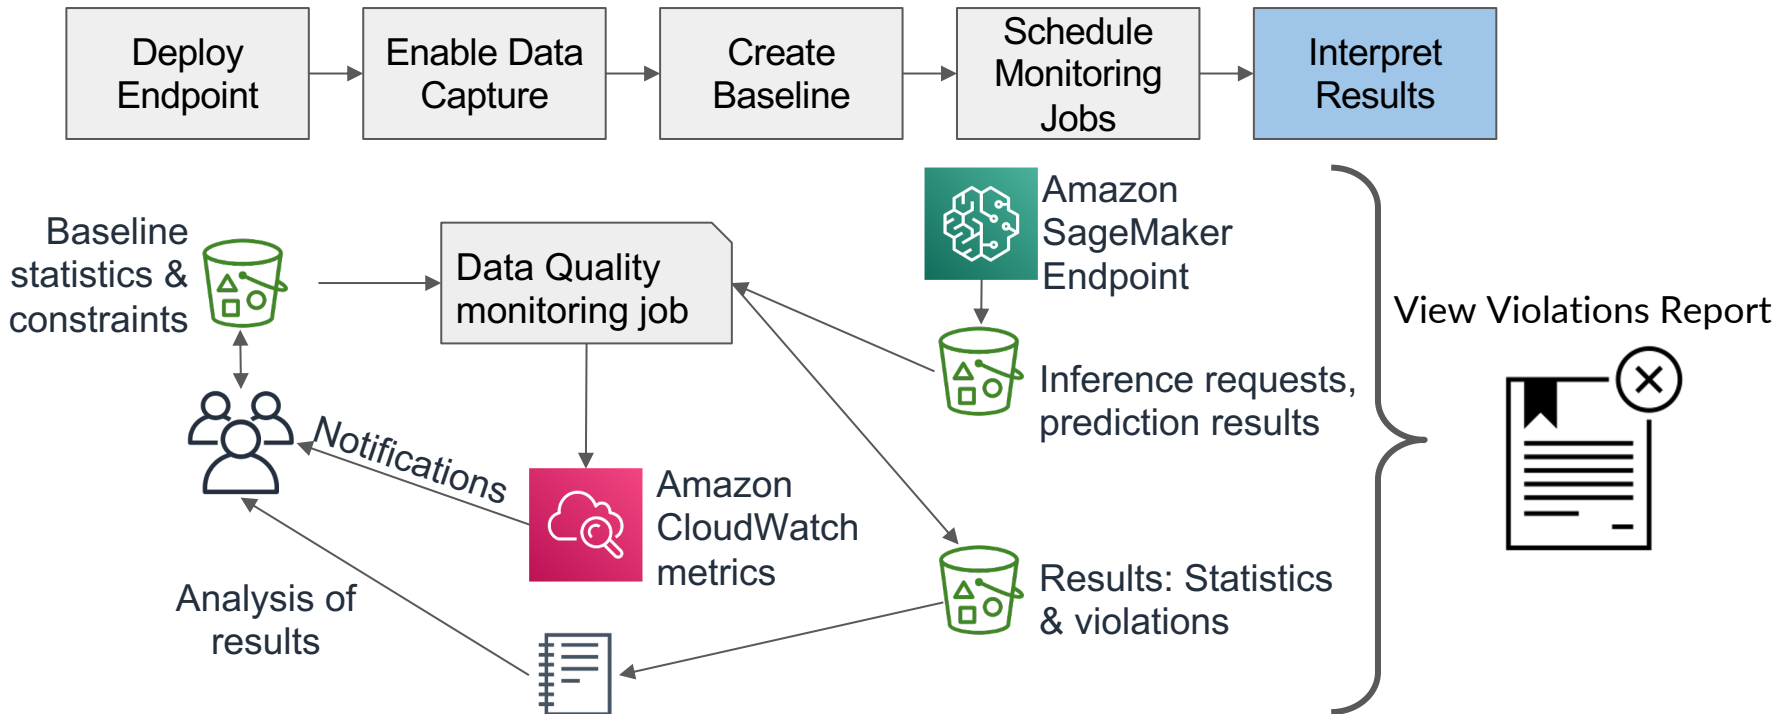 Deploy
Endpoint
Enable Data
Capture
Create
Baseline
Schedule
Monitoring
Jobs
Interpret
Results
Baseline
statistics &
constraints
Data Quality
monitoring job
Amazon
SageMaker
Endpoint
View Violations Report
Inference requests,
prediction results
Notifications
Amazon
CloudWatch
metrics
Analysis of
results
Results: Statistics
& violations